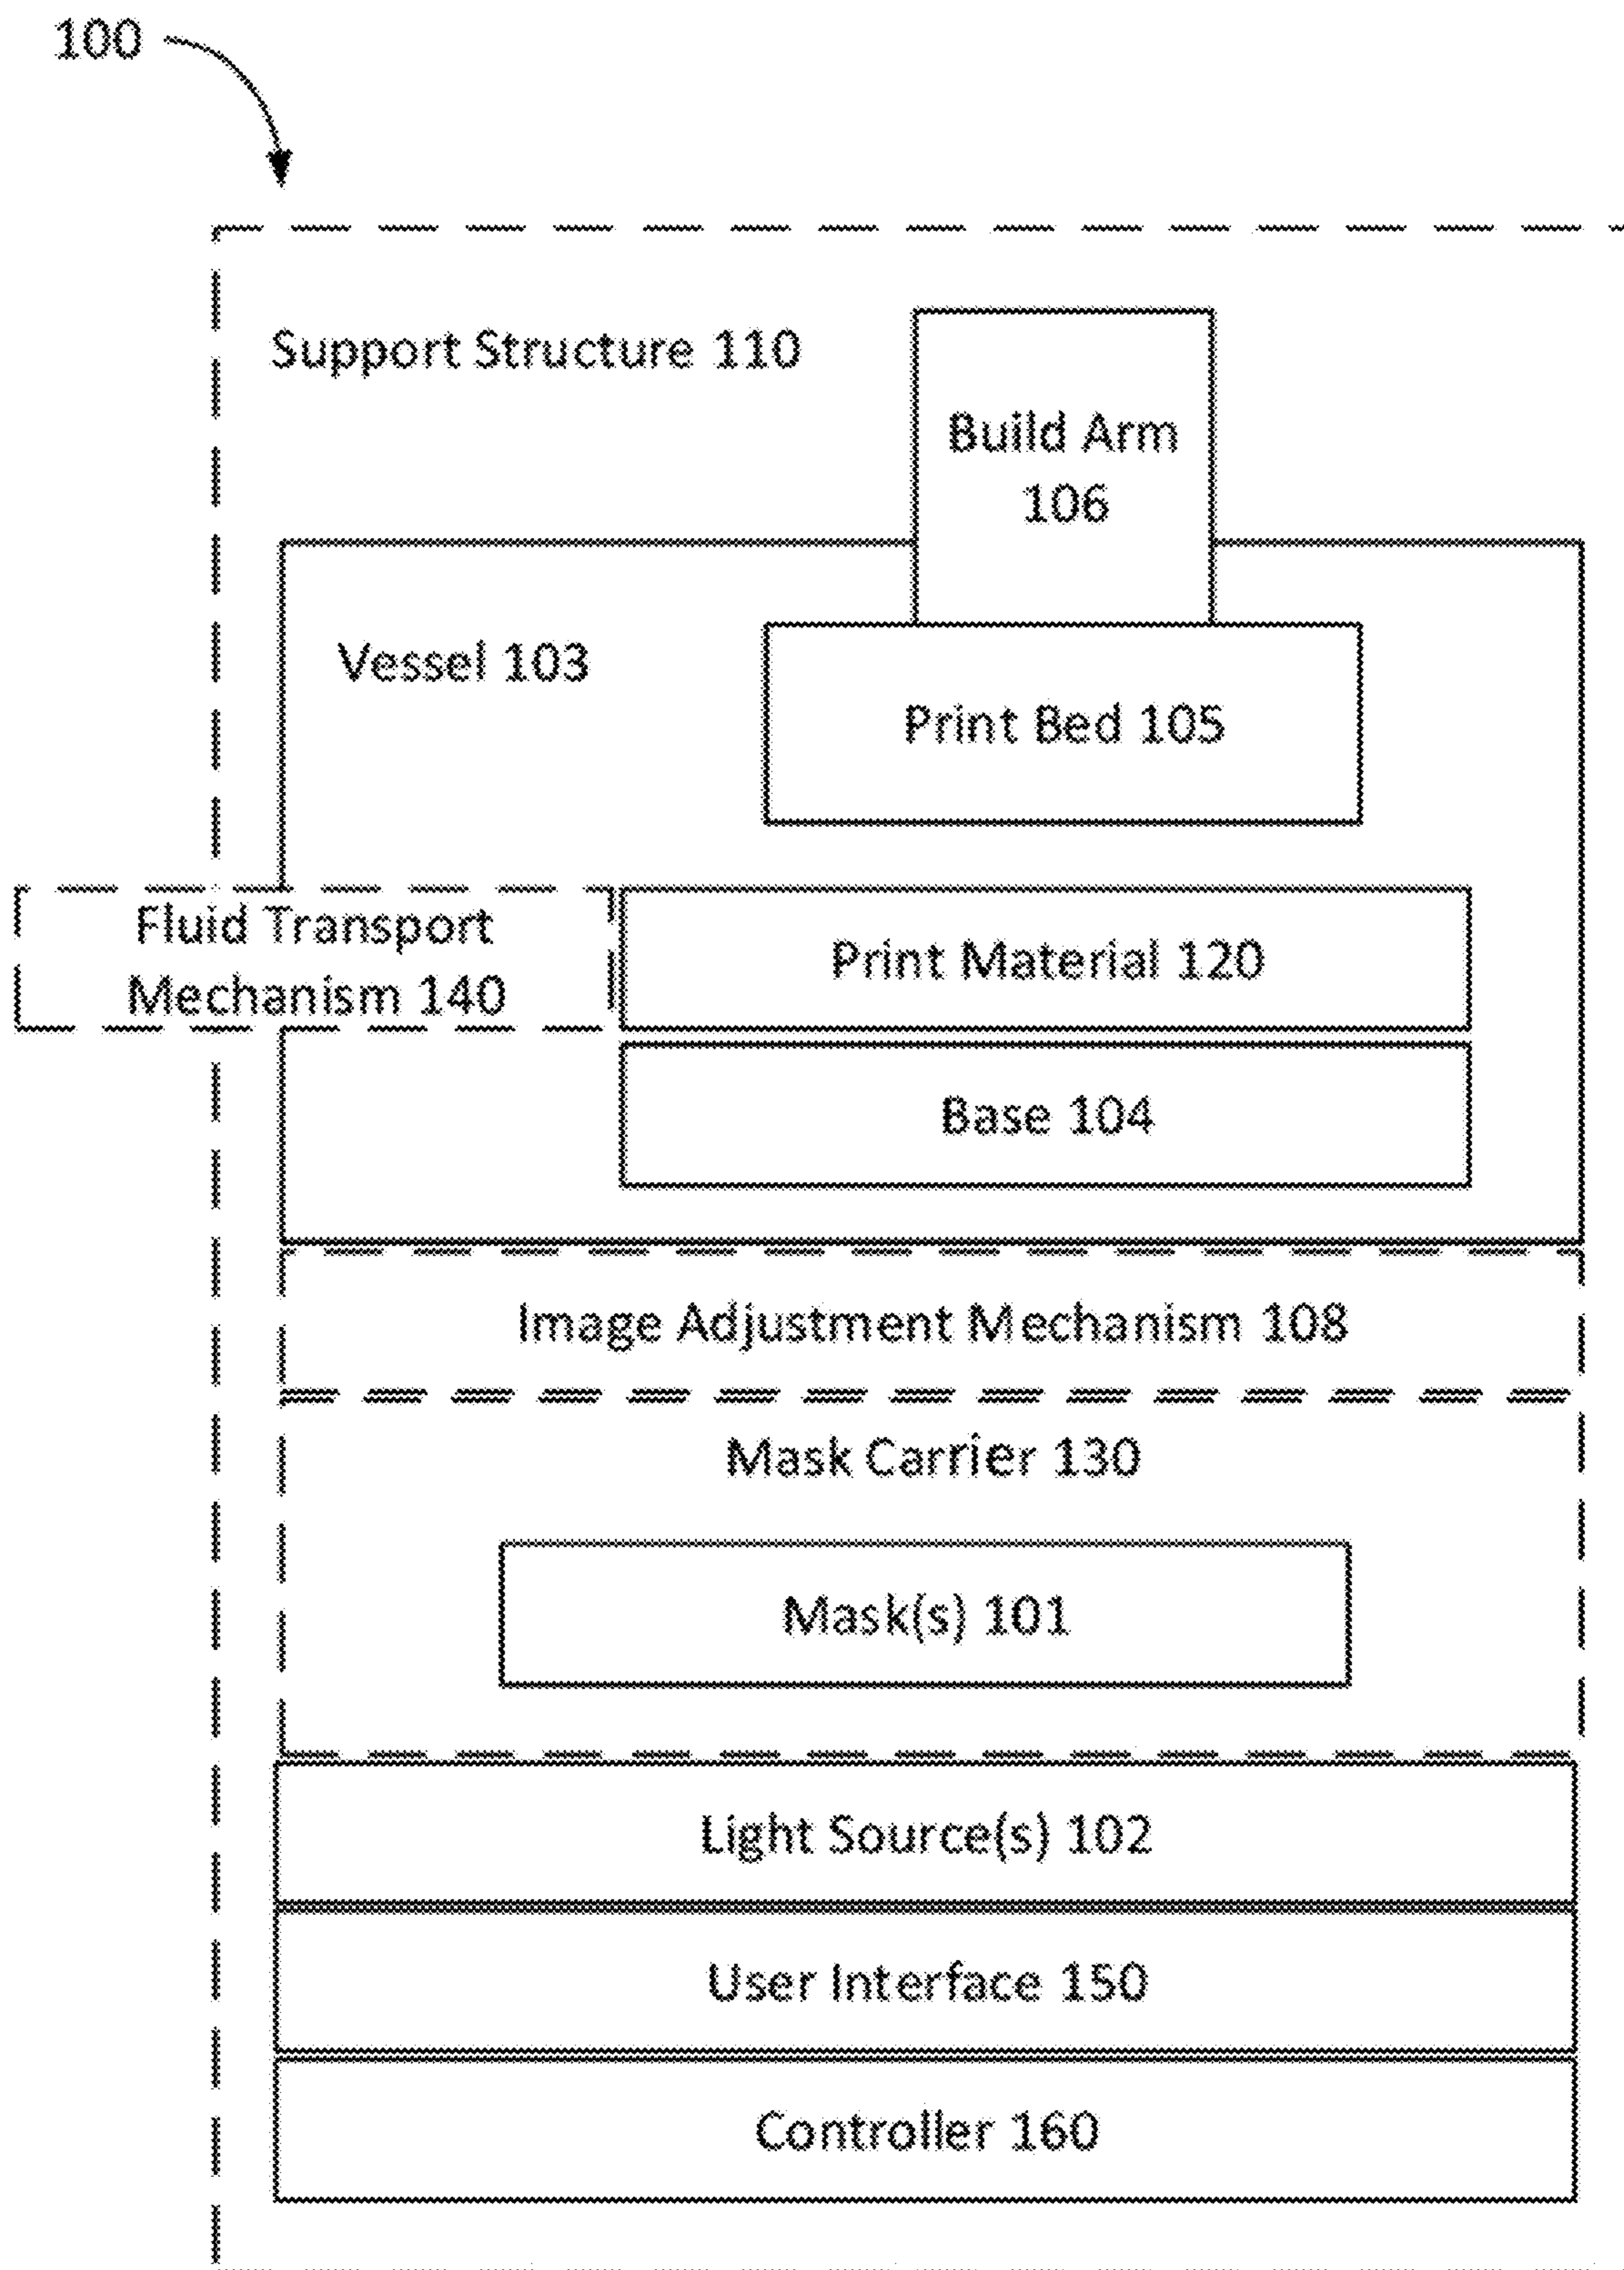 100
Support Structure 110
Build Arm
106
Vessel 103
Print Bed 105
Fluid Transport
Mechanism 140
Print Material 120
Base 104
Image Adjustment Mechanism 108
Mask Carrier 130
Mask(s) 101
Light Source(s) 102
User Interface 150
Controller 160